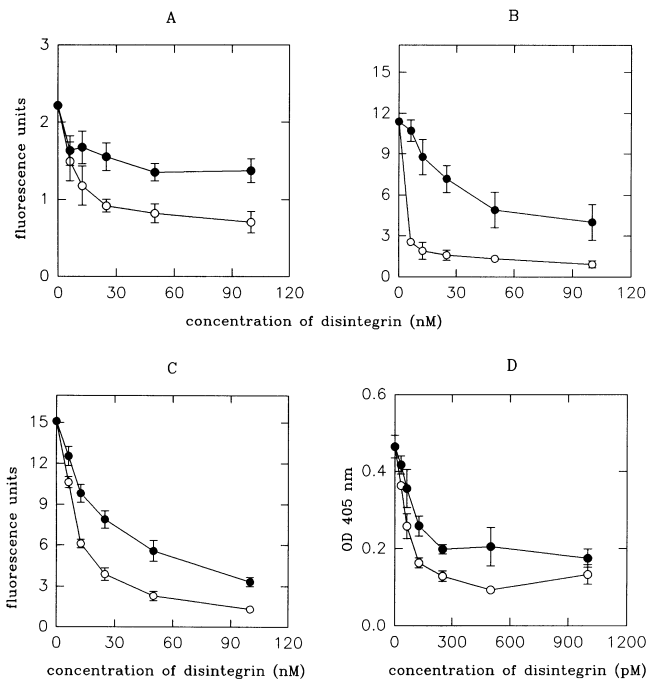 A
B
3
2
1
0
fluorescence units
0 30 60 90 120
15
12
9
6
3
0
0 30 60 90 120
concentration of disintegrin (nM)
C
D
15
12
9
6
3
0
fluorescence units
0 30 60 90 120
concentration of disintegrin (nM)
0.6
0.4
0.2
0.0
OD 405 nm
0 300 600 900 1200
concentration of disintegrin (pM)